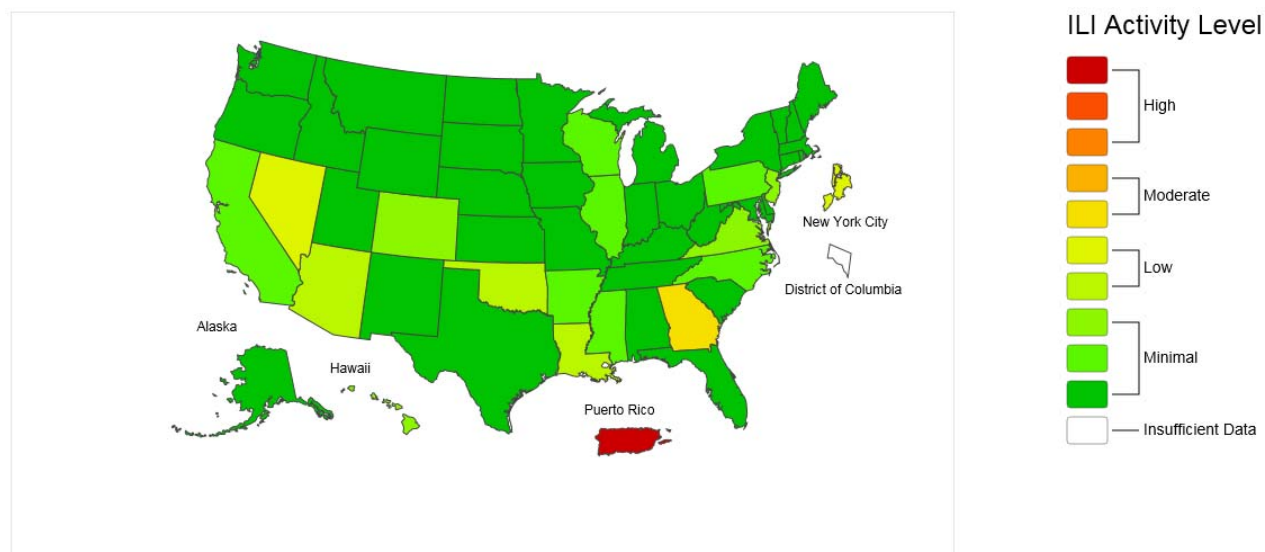 ILI Activity Level
High
Moderate
New York City
Low
District of Columbia
Alaska
Hawaii
Minimal
Puerto Rico
Insufficient Data